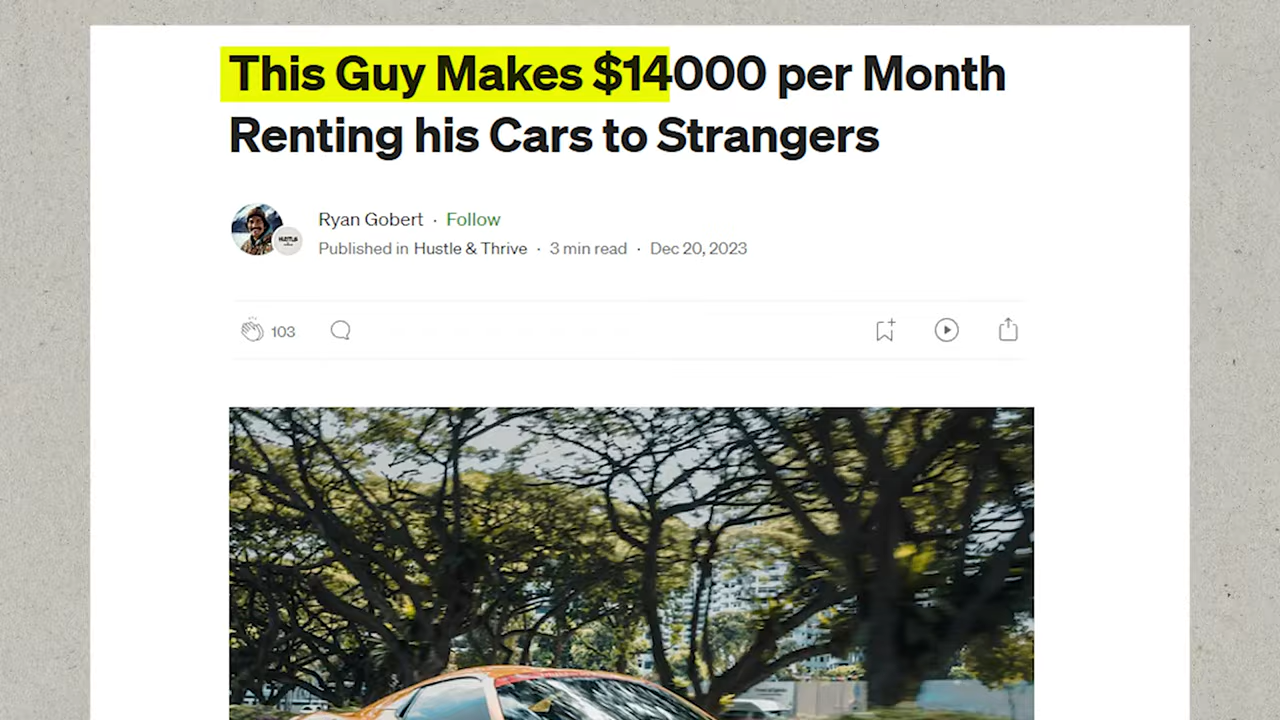 This Guy Makes $14000 per Month
Renting his Cars to Strangers
Ryan Gobert · Follow
Published in Hustle & Thrive · 3 min read · Dec 20, 2023
103